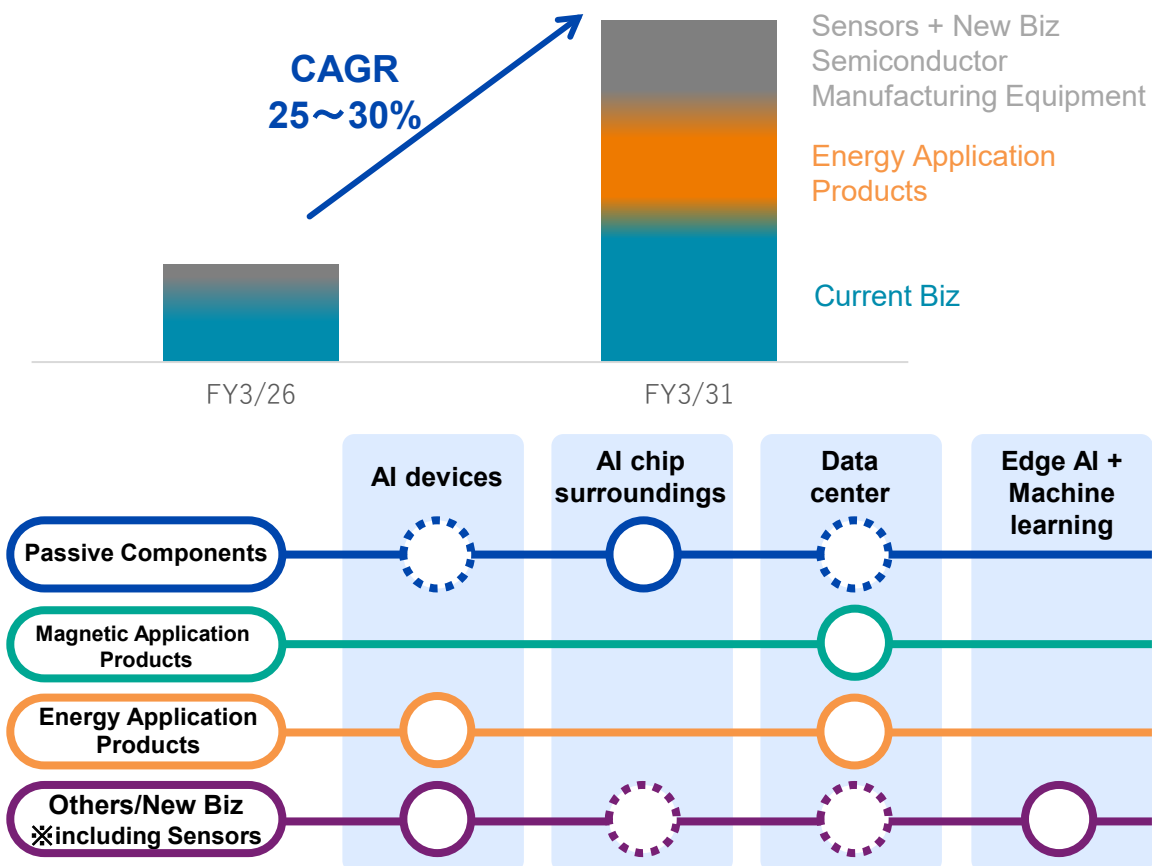 CAGR
25～30%
Sensors + New Biz
Semiconductor
Manufacturing Equipment
Energy Application
Products
Current Biz
FY3/26
FY3/31
AI devices
AI chip
surroundings
Data
center
Edge AI +
Machine
learning
Passive Components
Magnetic Application
Products
Energy Application
Products
Others/New Biz
※including Sensors